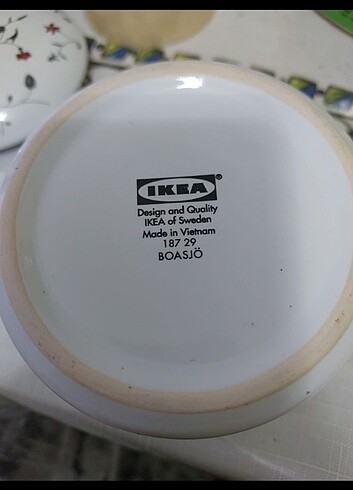 IKEA®
Design and Quality
IKEA of Sweden
Made in Vietnam
187 29
BOASJÖ